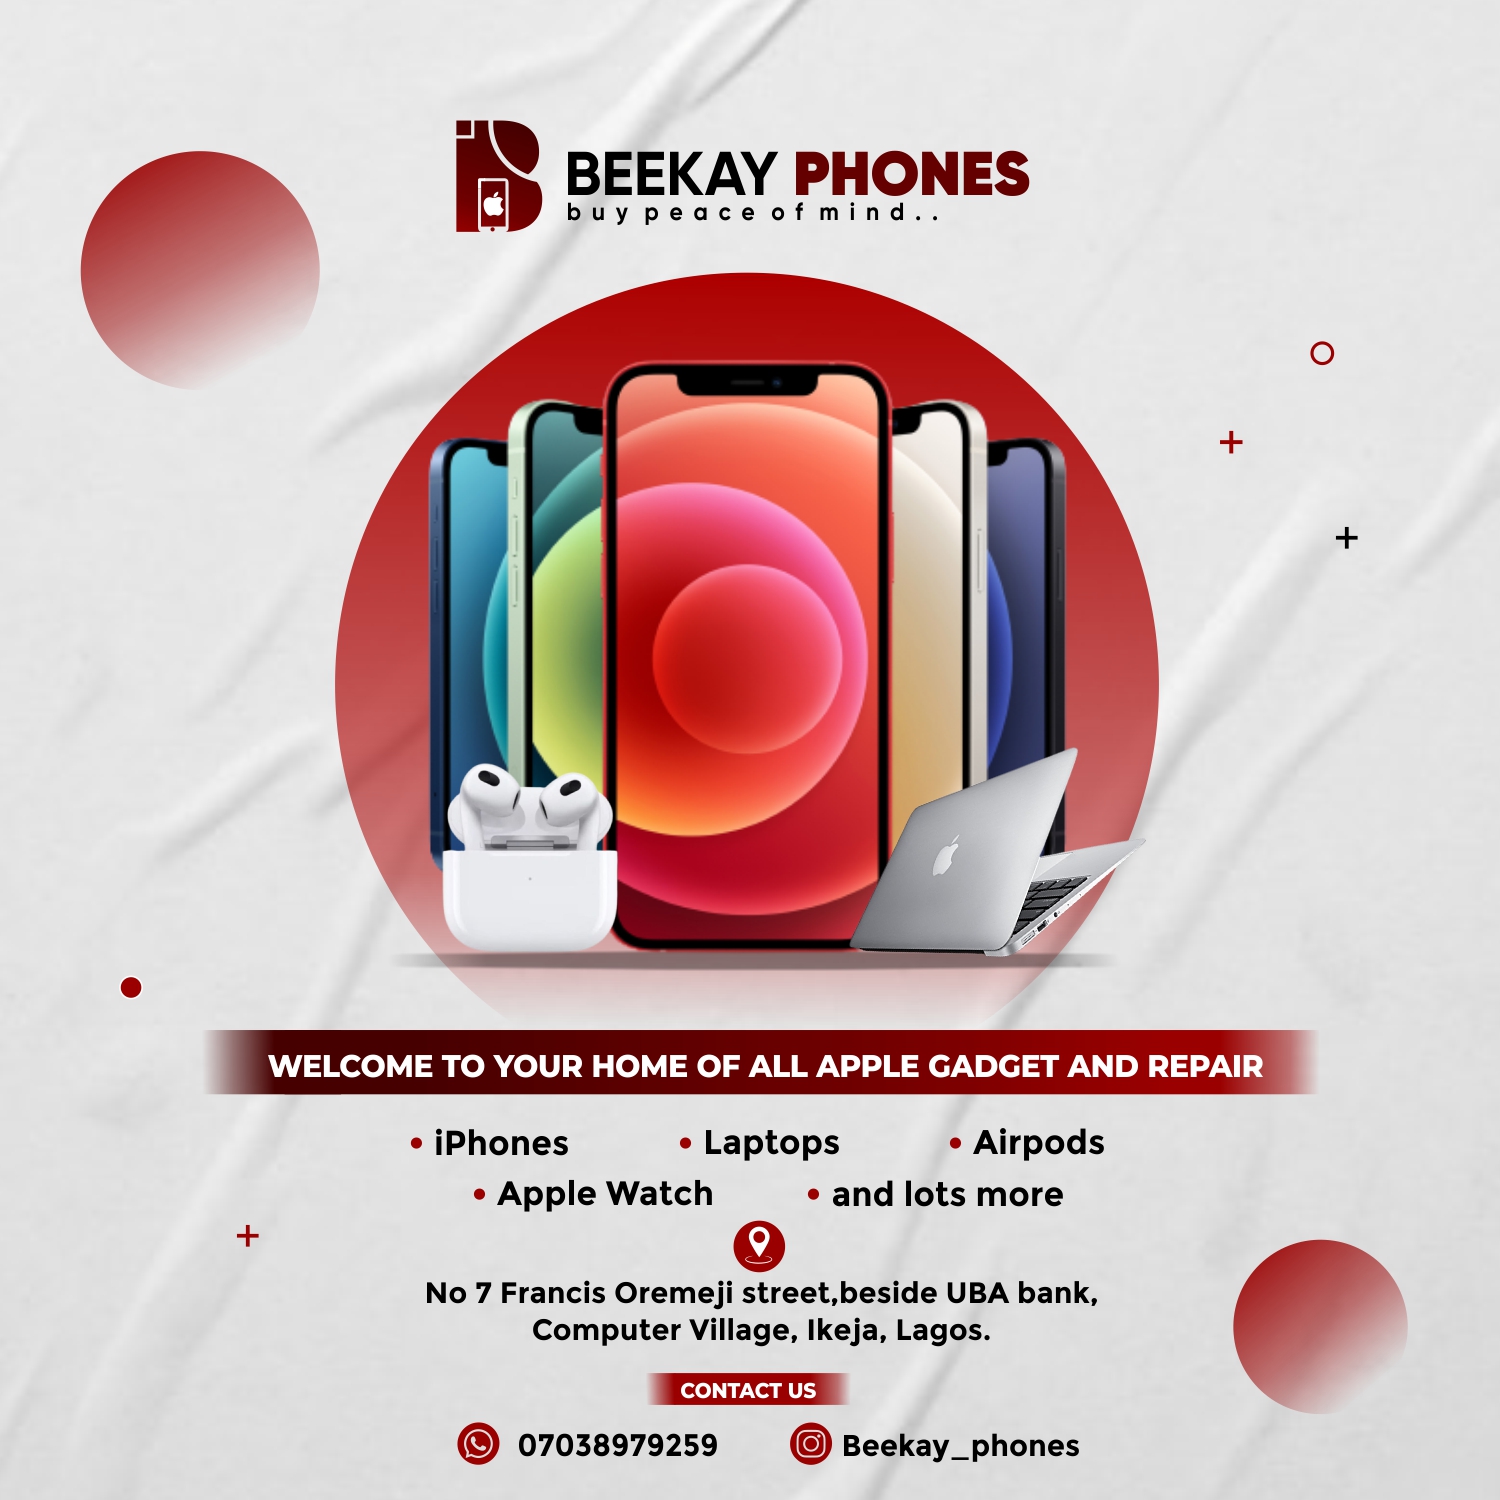 BEEKAY PHONES
buy peace of mind..
WELCOME TO YOUR HOME OF ALL APPLE GADGET AND REPAIR
• iPhones • Laptops • Airpods
• Apple Watch • and lots more
No 7 Francis Oremeji street,beside UBA bank,
Computer Village, Ikeja, Lagos.
CONTACT US
07038979259 Beekay_phones